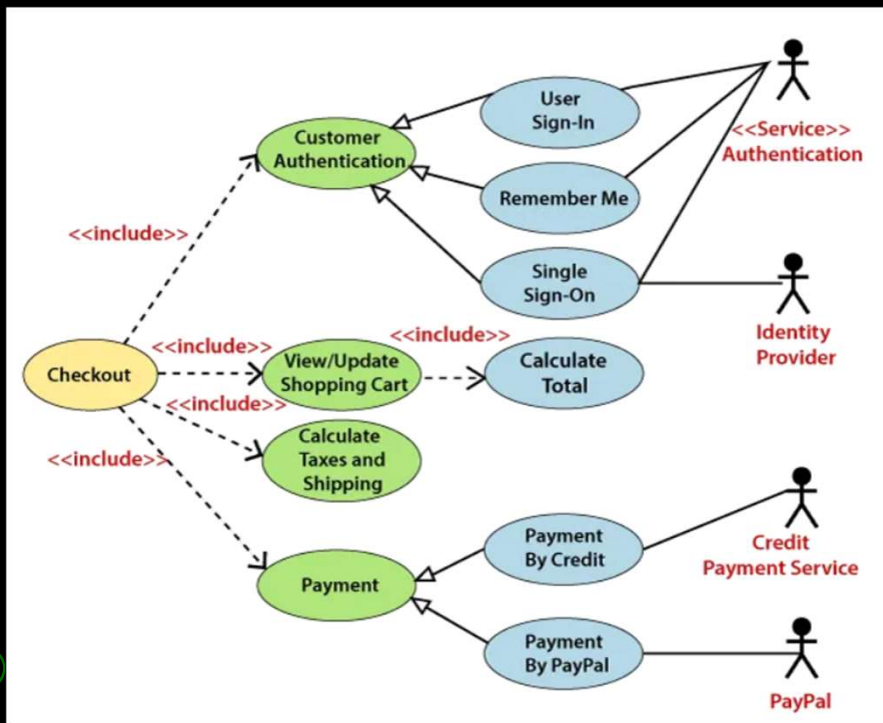 User
Sign-In
<<Service>>
Authentication
Customer
Authentication
Remember Me
<<include>>
Single
Sign-On
Identity
Provider
<<include>>
<<include>>
Checkout
View/Update
Shopping Cart
Calculate
Total
<<include>>
Calculate
Taxes and
Shipping
<<include>>
Payment
By Credit
Credit
Payment Service
Payment
Payment
By PayPal
PayPal